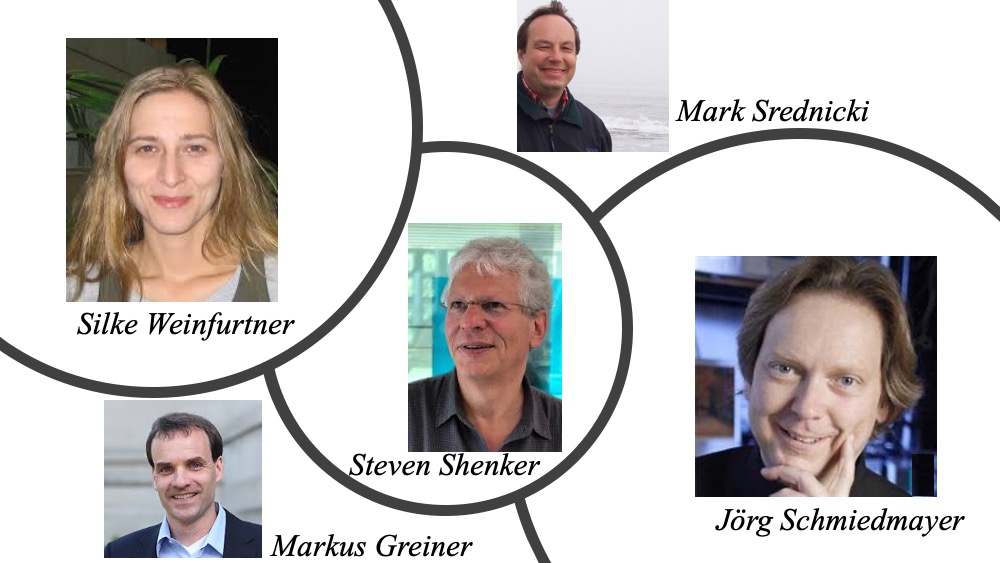 Mark Srednicki
Silke Weinfurtner
Steven Shenker
Jörg Schmiedmayer
Markus Greiner